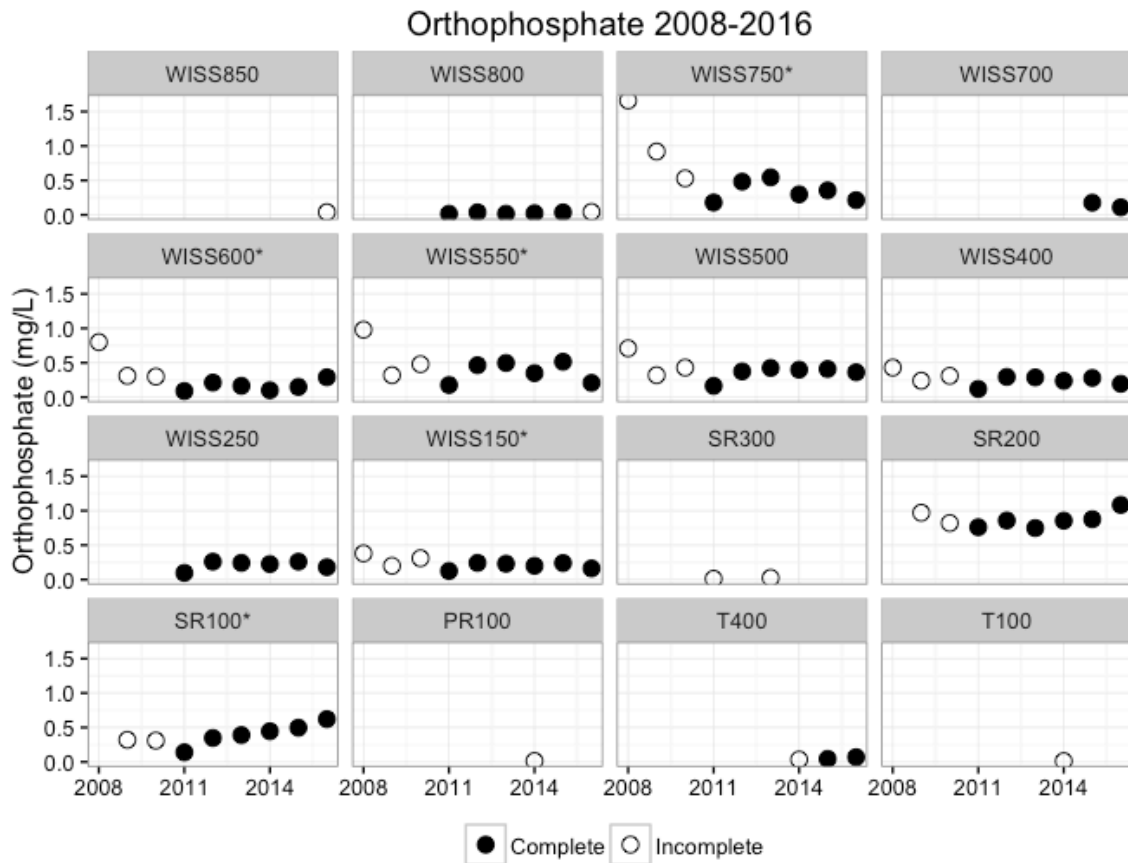 Orthophosphate 2008-2016
WISS850 WISS800 WISS750* WISS700
1.5
1.0
0.5
0.0
WISS600* WISS550* WISS500 WISS400
1.5
1.0
0.5
0.0
Orthophosphate (mg/L)
WISS250 WISS150* SR300 SR200
1.5
1.0
0.5
0.0
SR100* PR100 T400 T100
1.5
1.0
0.5
0.0
2008 2011 2014 2008 2011 2014 2008 2011 2014 2008 2011 2014
Complete Incomplete